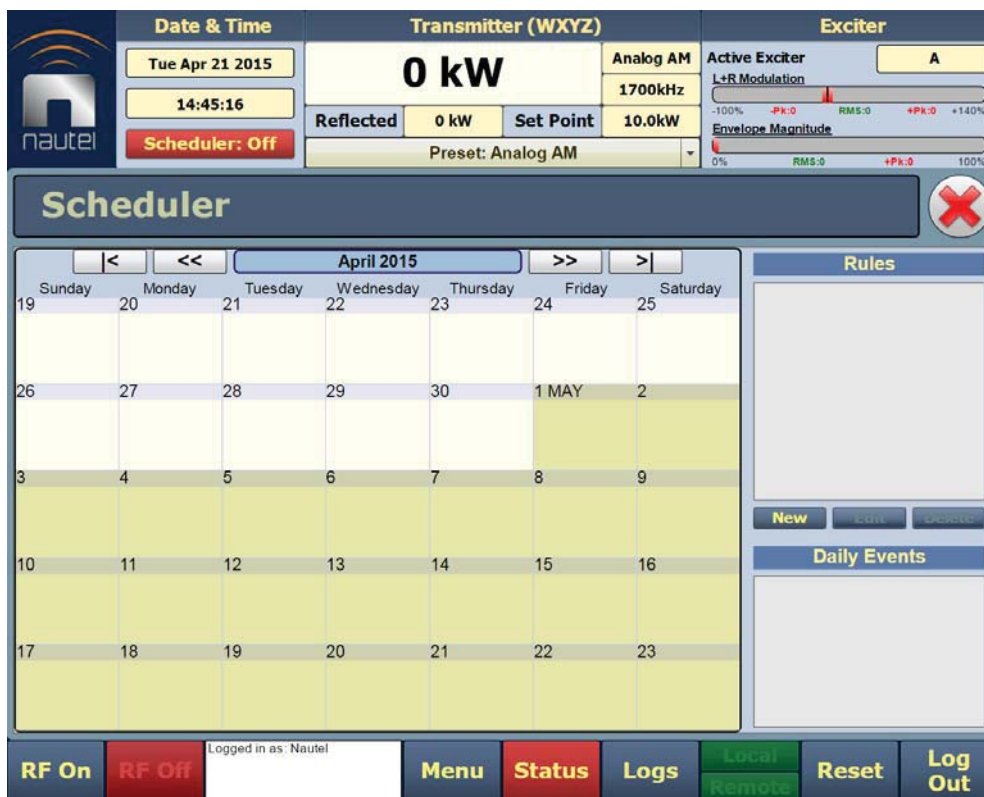 nautel
Date & Time
Tue Apr 21 2015
14:45:16
Scheduler: Off
Transmitter (WXYZ)
0 kW
Analog AM
1700kHz
Reflected 0 kW Set Point 10.0kW
Preset: Analog AM
Exciter
Active Exciter A
L+R Modulation
-100% -Pk:0 RMS:0 +Pk:0 +140%
Envelope Magnitude
0% RMS:0 +Pk:0 100%
Scheduler
|< << April 2015 >> >|
Sunday Monday Tuesday Wednesday Thursday Friday Saturday
19 20 21 22 23 24 25
26 27 28 29 30 1 MAY 2
3 4 5 6 7 8 9
10 11 12 13 14 15 16
17 18 19 20 21 22 23
Rules
New Edit Delete
Daily Events
RF On RF Off
Logged in as: Nautel
Menu Status Logs
Local
Remote
Reset
Log
Out